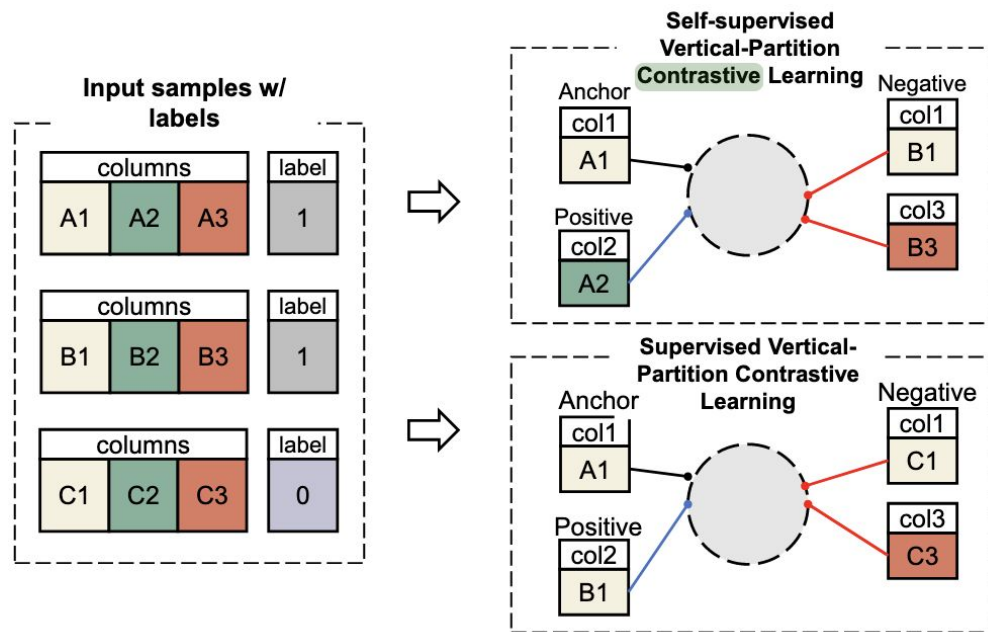 Input samples w/
labels
columns
label
A1 A2 A3
1
columns
label
B1 B2 B3
1
columns
label
C1 C2 C3
0
Self-supervised
Vertical-Partition
Contrastive Learning
Anchor
col1
A1
Positive
col2
A2
Negative
col1
B1
col3
B3
Supervised Vertical-
Partition Contrastive
Learning
Anchor
col1
A1
Positive
col2
B1
Negative
col1
C1
col3
C3